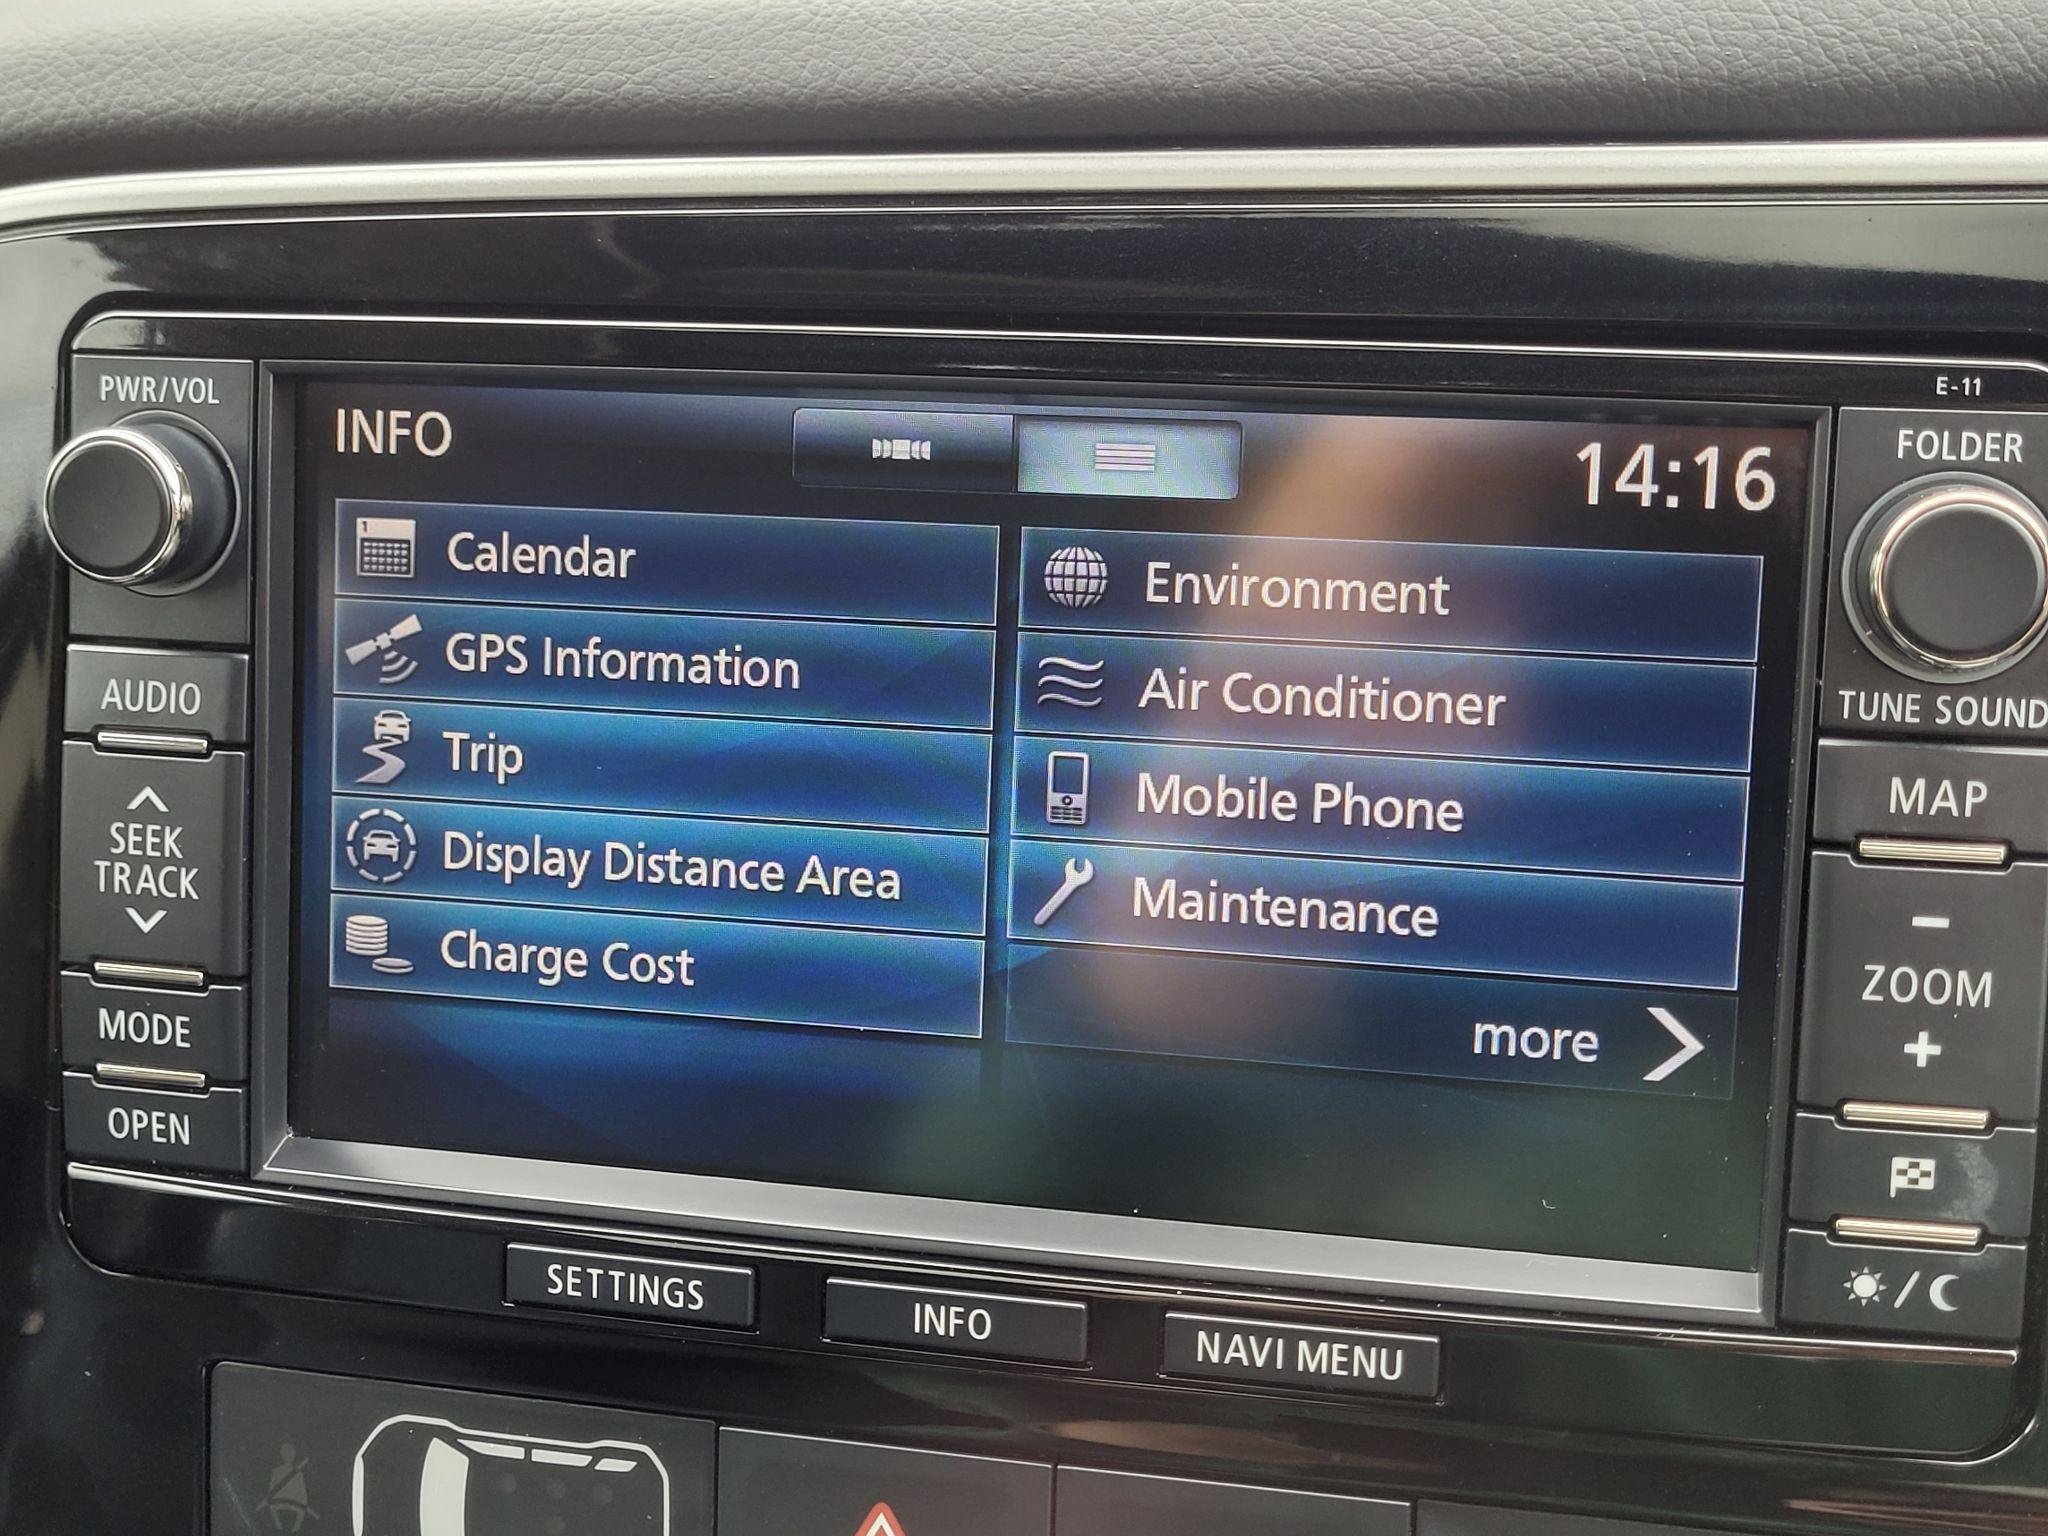 E-11
PWR/VOL
FOLDER
INFO
14:16
Calendar
Environment
GPS Information
Air Conditioner
Trip
Mobile Phone
Display Distance Area
Maintenance
Charge Cost
more
AUDIO
SEEK
TRACK
MODE
OPEN
TUNE SOUND
MAP
ZOOM
SETTINGS
INFO
NAVI MENU